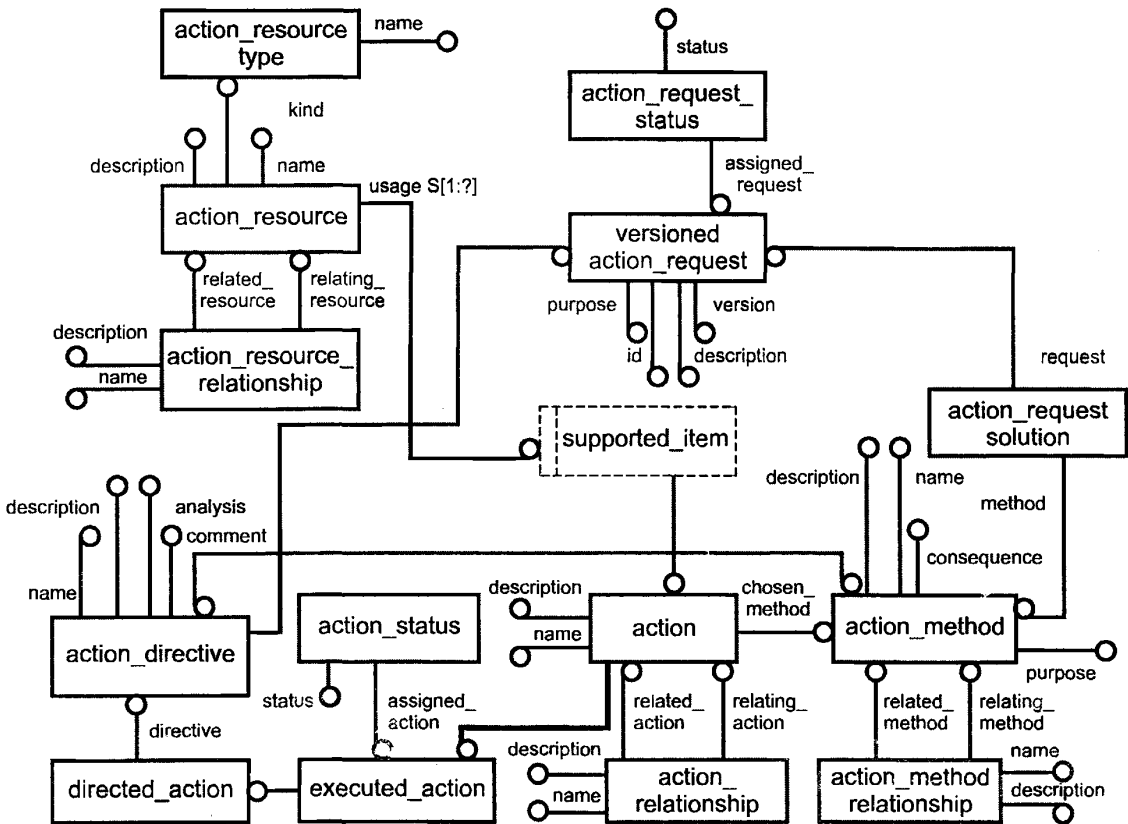 action_resource
type
name
kind
description
name
usage S[1:?]
action_resource
related_
resource
relating_
resource
description
name
action_resource_
relationship
status
action_request_
status
assigned_
request
versioned
action_request
purpose
version
id
description
request
action_request
solution
supported_item
description
name
method
consequence
description
analysis
comment
name
action_directive
action_status
status
assigned_
action
description
name
action
chosen_
method
action_method
purpose
directive
related_
action
relating_
action
related_
method
relating_
method
directed_action
executed_action
description
name
action_
relationship
action_method
relationship
name
description